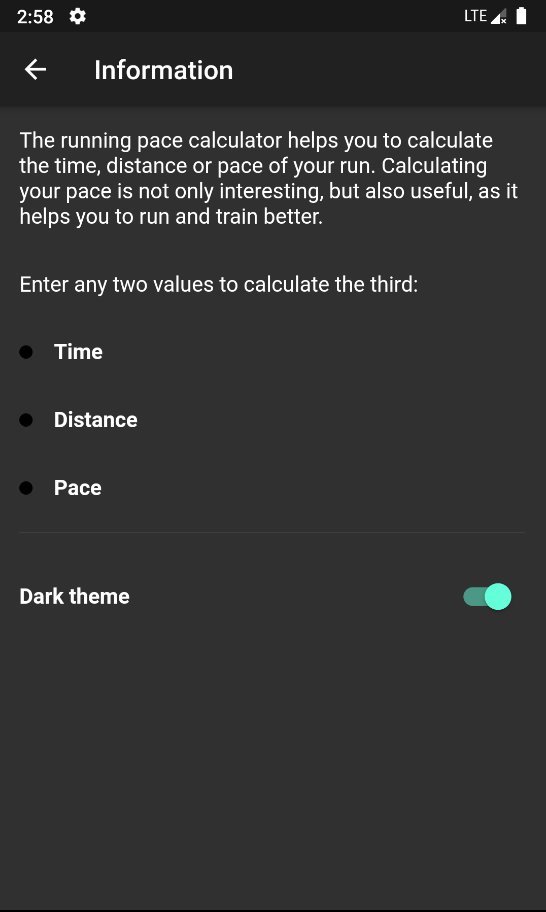 2:58
LTE
Information
The running pace calculator helps you to calculate
the time, distance or pace of your run. Calculating
your pace is not only interesting, but also useful, as it
helps you to run and train better.
Enter any two values to calculate the third:
Time
Distance
Pace
Dark theme